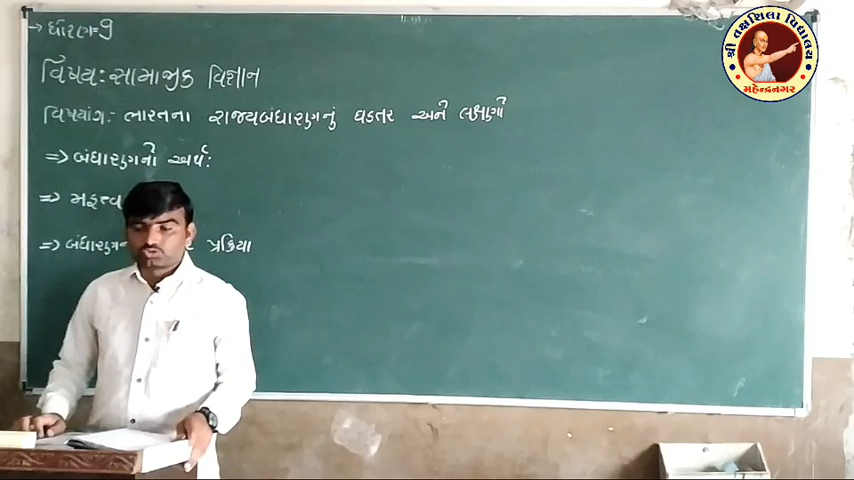 → ધોરણ=9
વિષય: સામાજીક વિજ્ઞાન
વિષયાંગ:- ભારતના રાજ્યબંધારણનું ઘડતર અને લક્ષણો
=> બંધારણનો અર્થ:
=> મહત્ત્વ
=> બંધારણ પ્રક્રિયા
શ્રી તક્ષશિલા વિદ્યાલય
મહેન્દ્રનગર